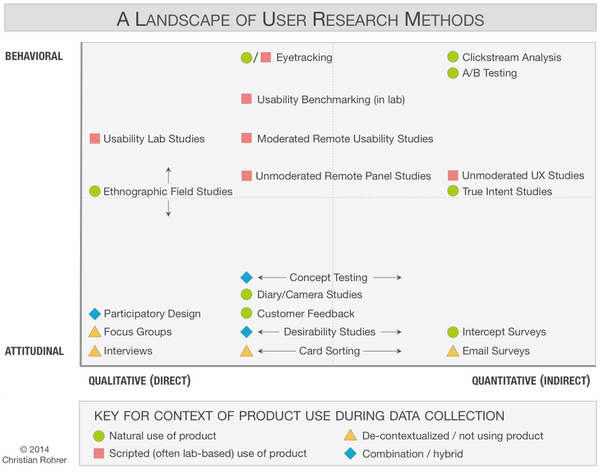 A Landscape of User Research Methods
BEHAVIORAL
/ Eyetracking
Clickstream Analysis
A/B Testing
Usability Benchmarking (in lab)
Usability Lab Studies
Moderated Remote Usability Studies
Unmoderated Remote Panel Studies
Unmoderated UX Studies
Ethnographic Field Studies
True Intent Studies
Concept Testing
Diary/Camera Studies
Participatory Design
Customer Feedback
Focus Groups
Desirability Studies
Intercept Surveys
ATTITUDINAL
Interviews
Card Sorting
Email Surveys
QUALITATIVE (DIRECT)
QUANTITATIVE (INDIRECT)
KEY FOR CONTEXT OF PRODUCT USE DURING DATA COLLECTION
Natural use of product
De-contextualized / not using product
Scripted (often lab-based) use of product
Combination / hybrid
© 2014
Christian Rohrer